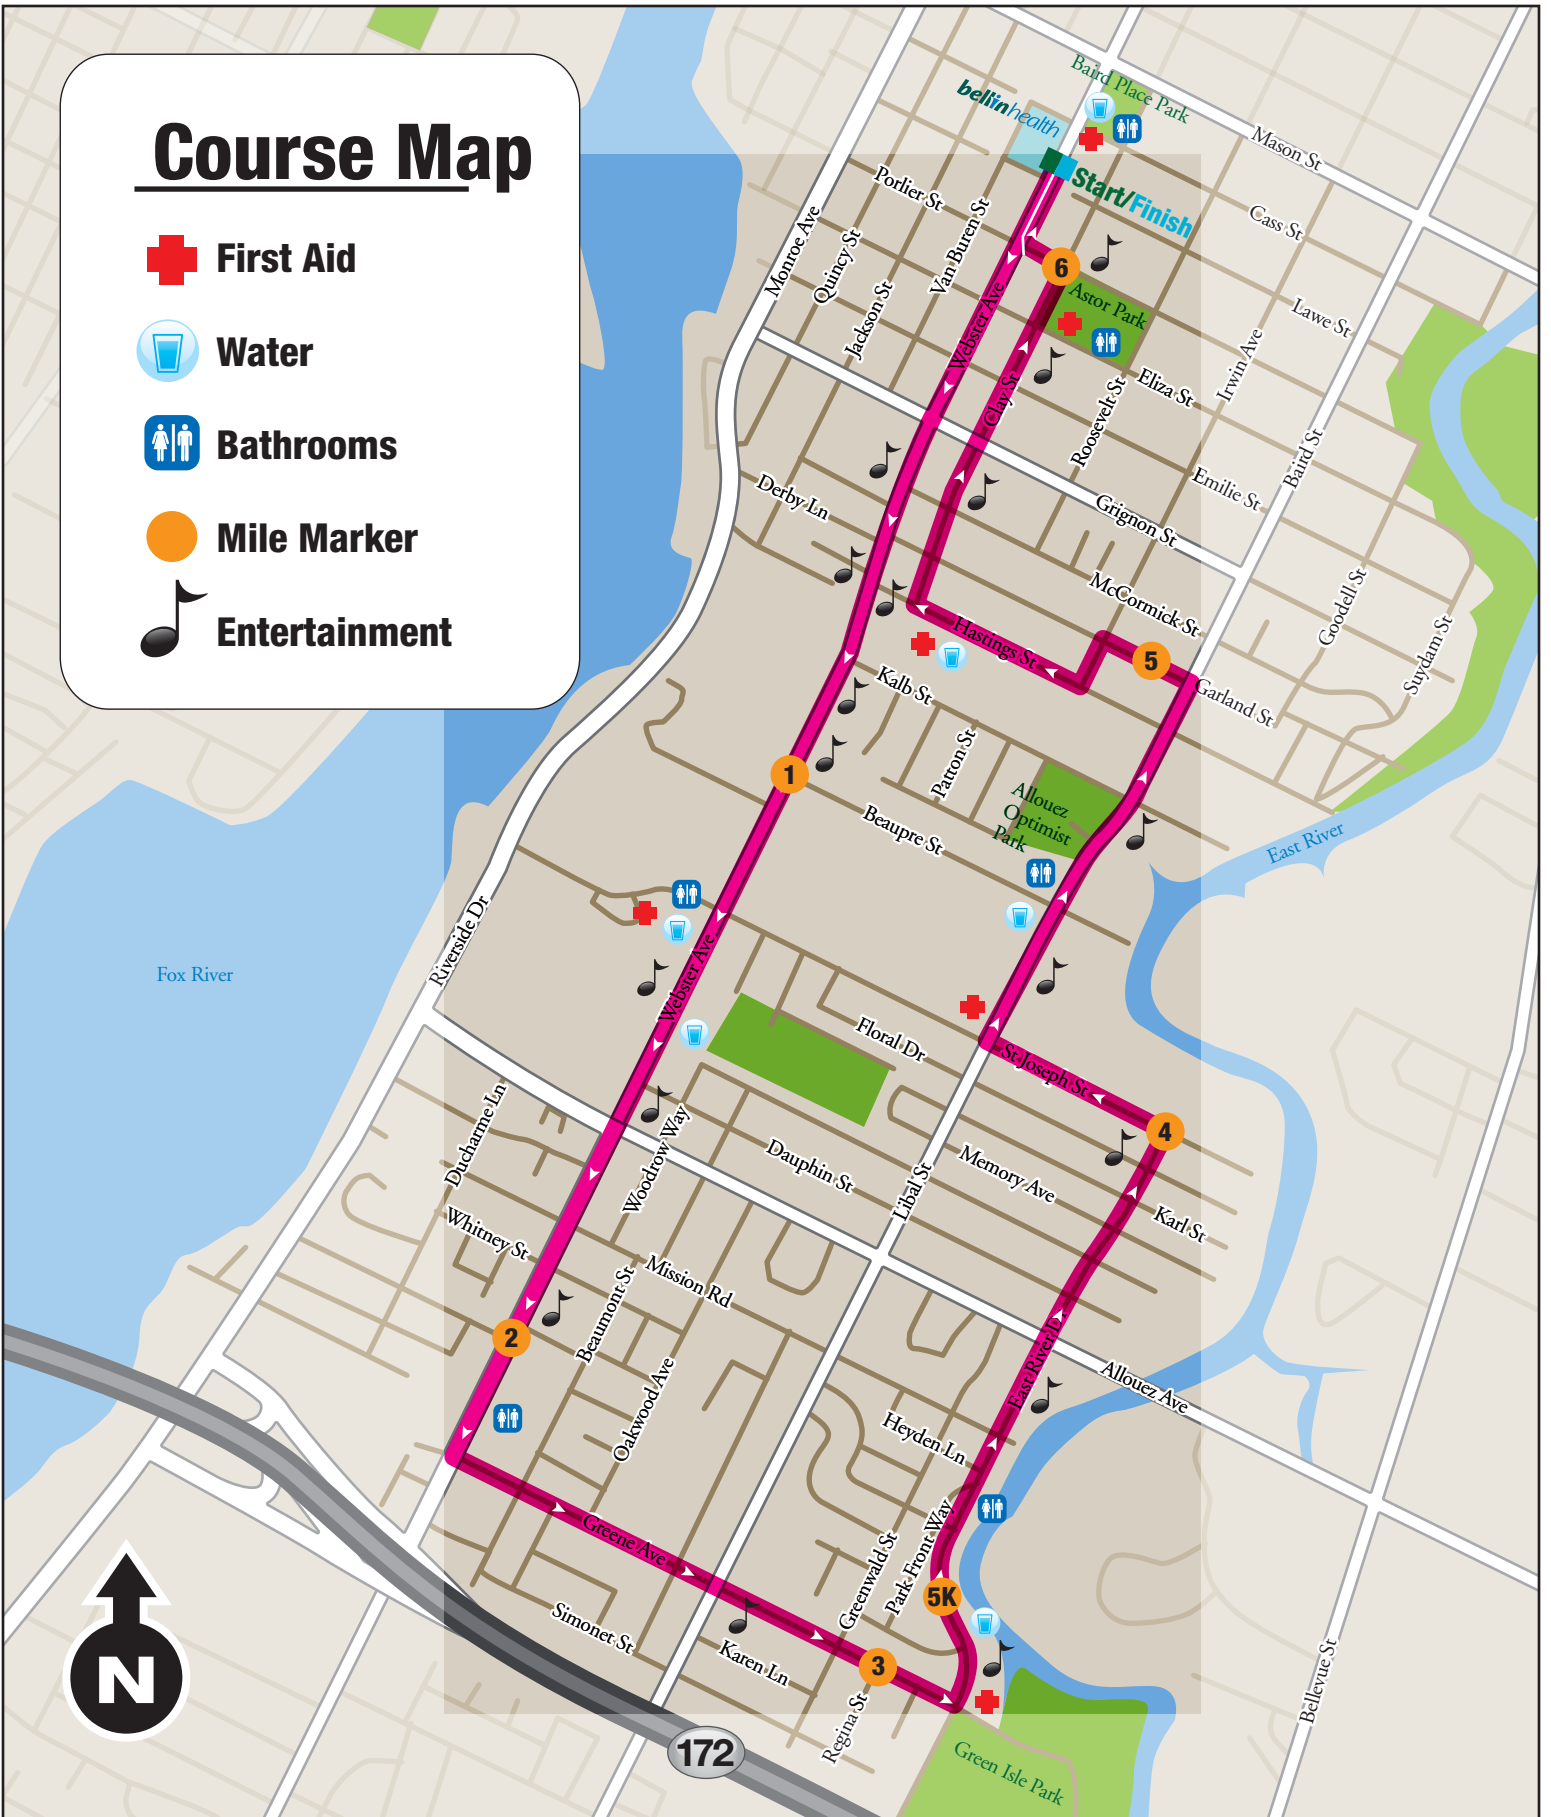 Course Map
First Aid
Water
Bathrooms
Mile Marker
Entertainment
Baird Place Park
bellinhealth
Mason St
Start/Finish
Porlier St
Cass St
Monroe Ave
Quincy St
Van Buren St
Jackson St
Webster Ave
6
Astor Park
Lawe St
Irwin Ave
Eliza St
Clay St
Roosevelt St
Baird St
Emilie St
Derby Ln
Grignon St
McCormick St
Goodell St
Suydam St
Hastings St
5
Garland St
Kalb St
Patton St
1
Allouez
Optimist
Park
Beaupre St
East River
Riverside Dr
Fox River
Webster Ave
Floral Dr
St Joseph St
4
Ducharme Ln
Woodrow Way
Dauphin St
Memory Ave
Libal St
Karl St
Whitney St
Mission Rd
Beaumont St
2
East River D
Allouez Ave
Oakwood Ave
Heyden Ln
Greene Ave
Greenwald St
Park Front Way
5K
Simonet St
Karen Ln
3
Regina St
Bellevue St
N
172
Green Isle Park